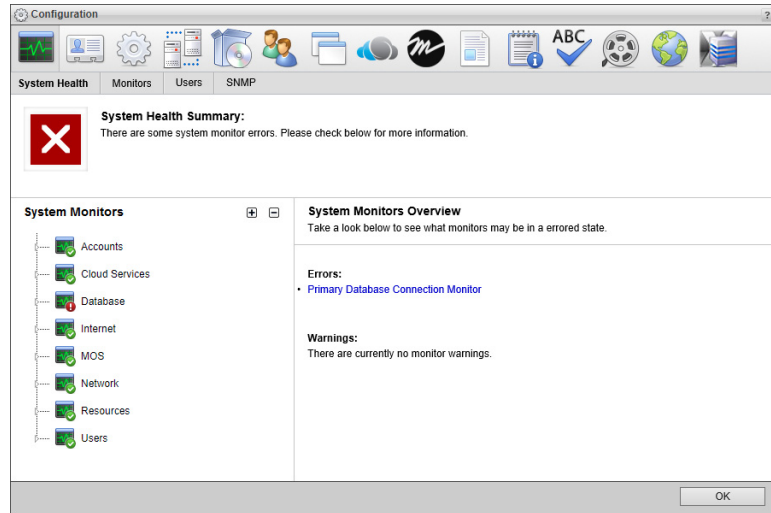 Configuration
?
ABC
System Health Monitors Users SNMP
System Health Summary:
There are some system monitor errors. Please check below for more information.
System Monitors
Accounts
Cloud Services
Database
Internet
MOS
Network
Resources
Users
System Monitors Overview
Take a look below to see what monitors may be in a errored state.
Errors:
• Primary Database Connection Monitor
Warnings:
There are currently no monitor warnings.
OK